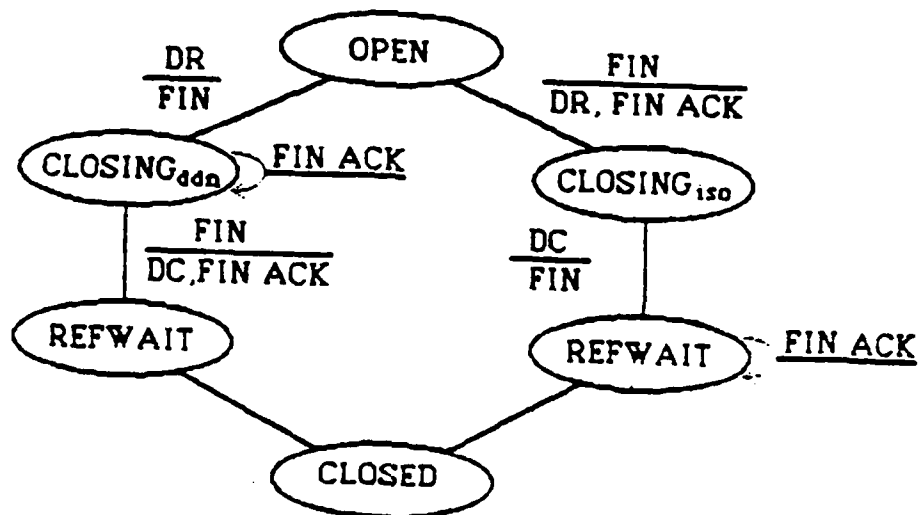 OPEN
DR
FIN
FIN
DR, FIN ACK
CLOSINGddn
FIN ACK
CLOSINGiso
FIN
DC,FIN ACK
DC
FIN
REFWAIT
REFWAIT
FIN ACK
CLOSED